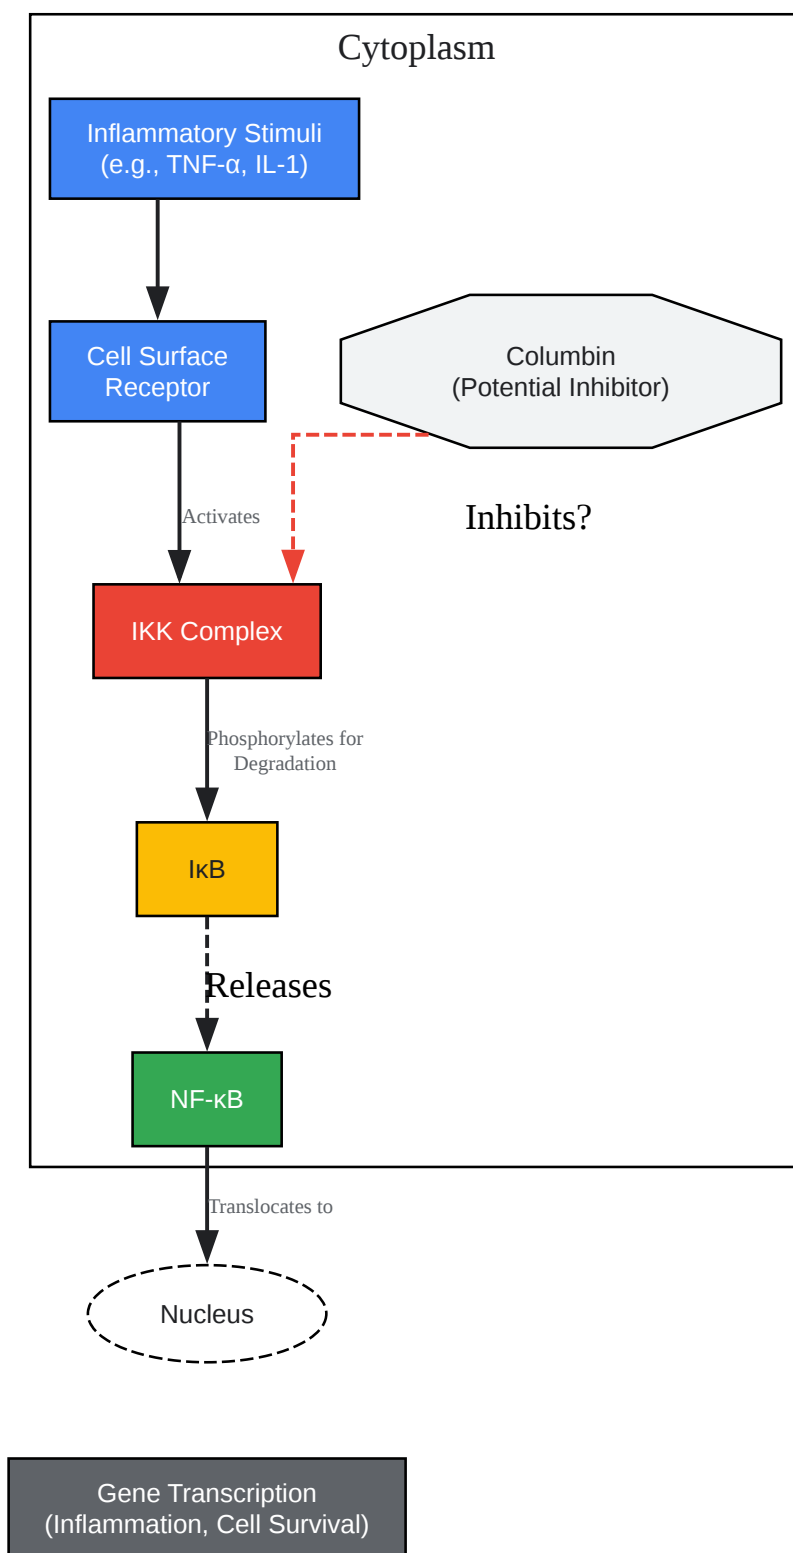 Cytoplasm
Inflammatory Stimuli
(e.g., TNF-α, IL-1)
Cell Surface
Receptor
Columbin
(Potential Inhibitor)
Activates
Inhibits?
IKK Complex
Phosphorylates for
Degradation
IκB
Releases
NF-κB
Translocates to
Nucleus
Gene Transcription
(Inflammation, Cell Survival)